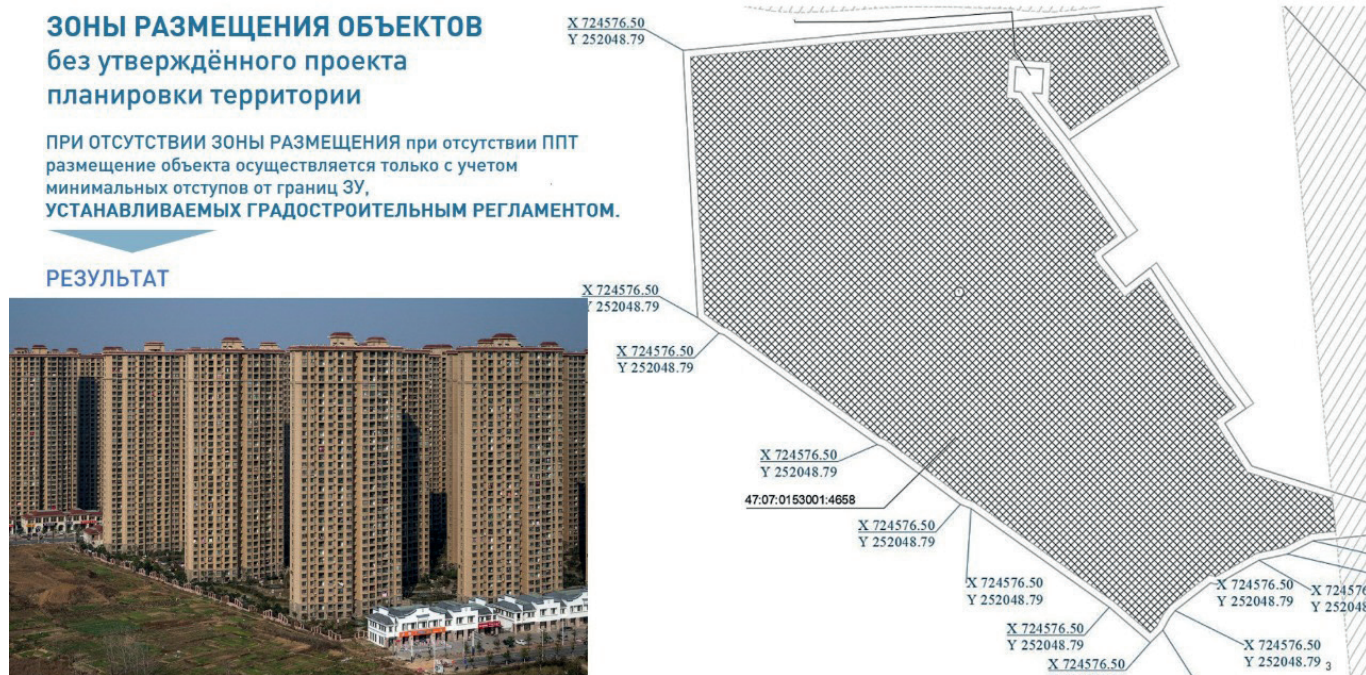 ЗОНЫ РАЗМЕЩЕНИЯ ОБЪЕКТОВ
без утверждённого проекта
планировки территории
ПРИ ОТСУТСТВИИ ЗОНЫ РАЗМЕЩЕНИЯ при отсутствии ППТ
размещение объекта осуществляется только с учетом
минимальных отступов от границ ЗУ,
УСТАНАВЛИВАЕМЫХ ГРАДОСТРОИТЕЛЬНЫМ РЕГЛАМЕНТОМ.
РЕЗУЛЬТАТ
X 724576.50
Y 252048.79
X 724576.50
Y 252048.79
X 724576.50
Y 252048.79
X 724576.50
Y 252048.79
47:07:0153001:4658
X 724576.50
Y 252048.79
X 724576.50
Y 252048.79
X 724576.50
Y 252048.79
X 724576.50
X 724576.50
Y 252048.79
X 724576
Y 252048
X 724576.50
Y 252048.79
1
3